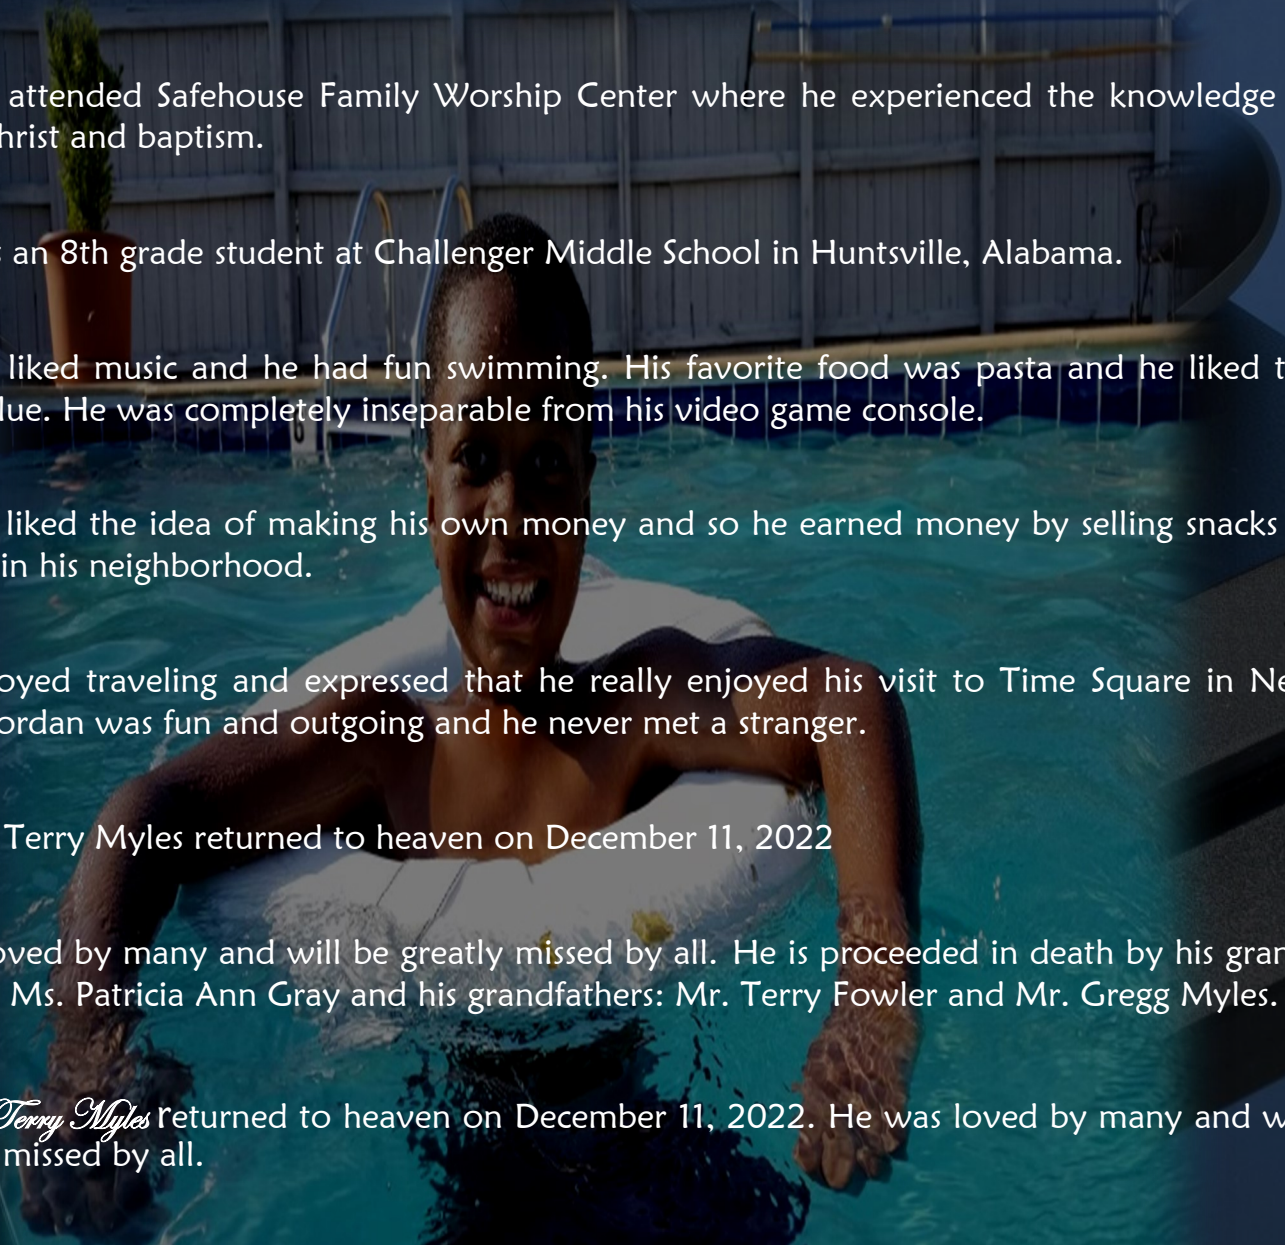 attended Safehouse Family Worship Center where he experienced the knowledge
hrist and baptism.
s an 8th grade student at Challenger Middle School in Huntsville, Alabama.
liked music and he had fun swimming. His favorite food was pasta and he liked t
lue. He was completely inseparable from his video game console.
liked the idea of making his own money and so he earned money by selling snacks
in his neighborhood.
oyed traveling and expressed that he really enjoyed his visit to Time Square in Ne
ordan was fun and outgoing and he never met a stranger.
Terry Myles returned to heaven on December 11, 2022
oved by many and will be greatly missed by all. He is proceeded in death by his gran
Ms. Patricia Ann Gray and his grandfathers: Mr. Terry Fowler and Mr. Gregg Myles.
Terry Myles returned to heaven on December 11, 2022. He was loved by many and w
missed by all.